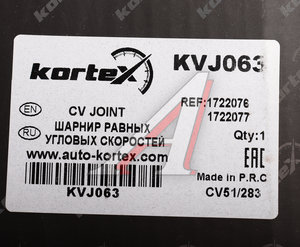 kortex
KVJ063
REF:1722076
1722077
EN
CV JOINT
RU
ШАРНИР РАВНЫХ
УГЛОВЫХ СКОРОСТЕЙ
Qty:1
www.auto-kortex.com
EAC
Made in P.R.C
KVJ063
CV51/283